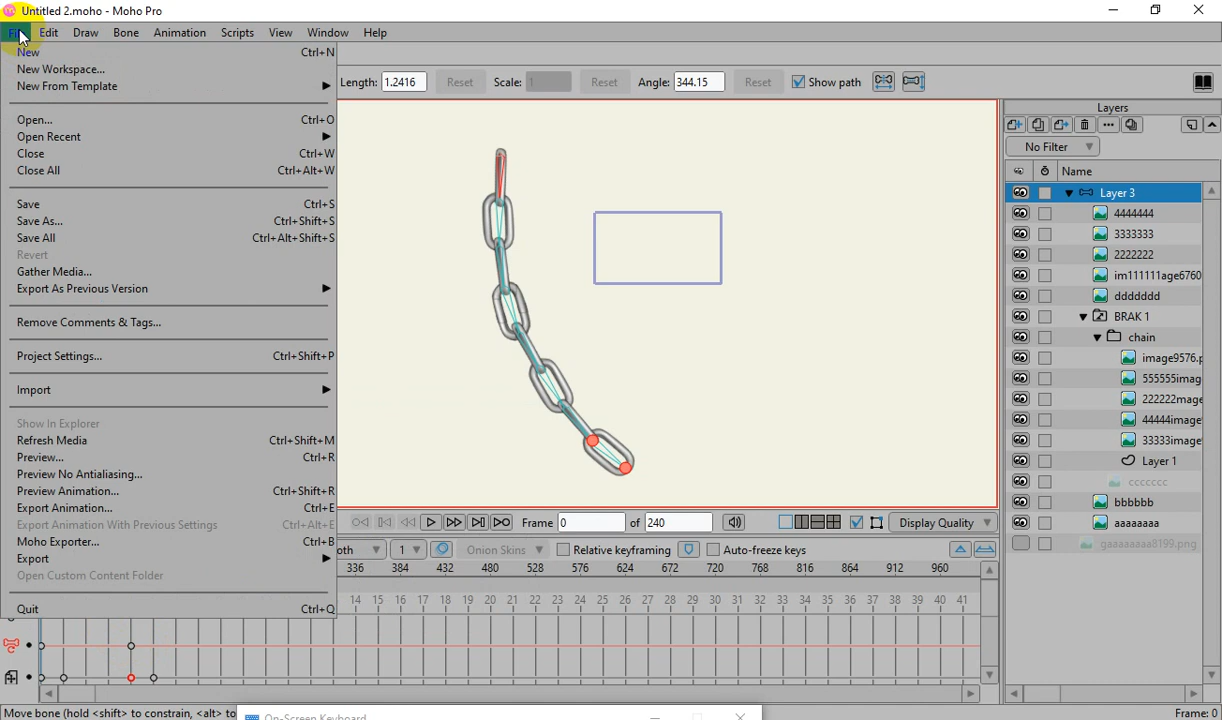 Untitled 2.moho - Moho Pro
File Edit Draw Bone Animation Scripts View Window Help
New Ctrl+N
New Workspace...
New From Template
Open... Ctrl+O
Open Recent
Close Ctrl+W
Close All Ctrl+Alt+W
Save Ctrl+S
Save As... Ctrl+Shift+S
Save All Ctrl+Alt+Shift+S
Revert
Gather Media...
Export As Previous Version
Remove Comments & Tags...
Project Settings... Ctrl+Shift+P
Import
Show In Explorer
Refresh Media Ctrl+Shift+M
Preview... Ctrl+R
Preview No Antialiasing...
Preview Animation... Ctrl+Shift+R
Export Animation... Ctrl+E
Export Animation With Previous Settings Ctrl+Alt+E
Moho Exporter... Ctrl+B
Export
Open Custom Content Folder
Quit Ctrl+Q
Length: 1.2416 Reset Scale: 1 Reset Angle: 344.15 Reset Show path
Layers
No Filter
Name
Layer 3
4444444
3333333
2222222
im111111age6760
ddddddd
BRAK 1
chain
image9576.p
555555imag
222222mage
44444image
33333image
Layer 1
ccccccc
bbbbbb
aaaaaaaa
gaaaaaaaa8199.png
Frame 0 of 240 Display Quality
oth 1 Onion Skins Relative keyframing Auto-freeze keys
336 384 432 480 528 576 624 672 720 768 816 864 912 960
14 15 16 17 18 19 20 21 22 23 24 25 26 27 28 29 30 31 32 33 34 35 36 37 38 39 40 41
Move bone (hold <shift> to constrain, <alt> to
On-Screen Keyboard
Frame: 0